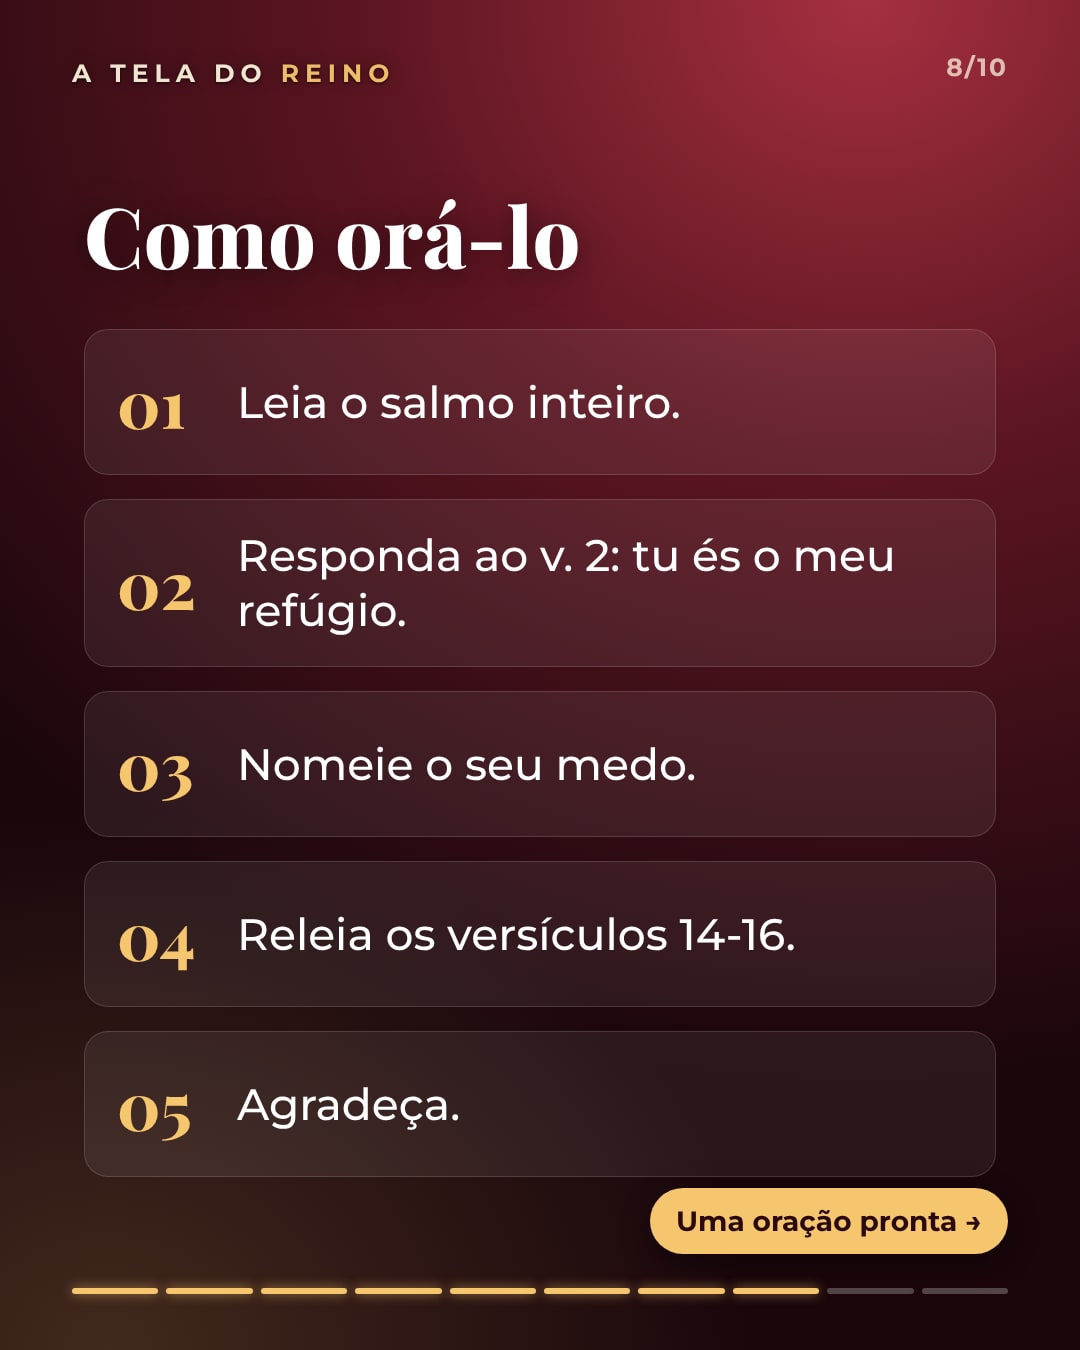 A TELA DO REINO
8/10
Como orá-lo
01 Leia o salmo inteiro.
02 Responda ao v. 2: tu és o meu
refúgio.
03 Nomeie o seu medo.
04 Releia os versículos 14-16.
05 Agradeça.
Uma oração pronta →